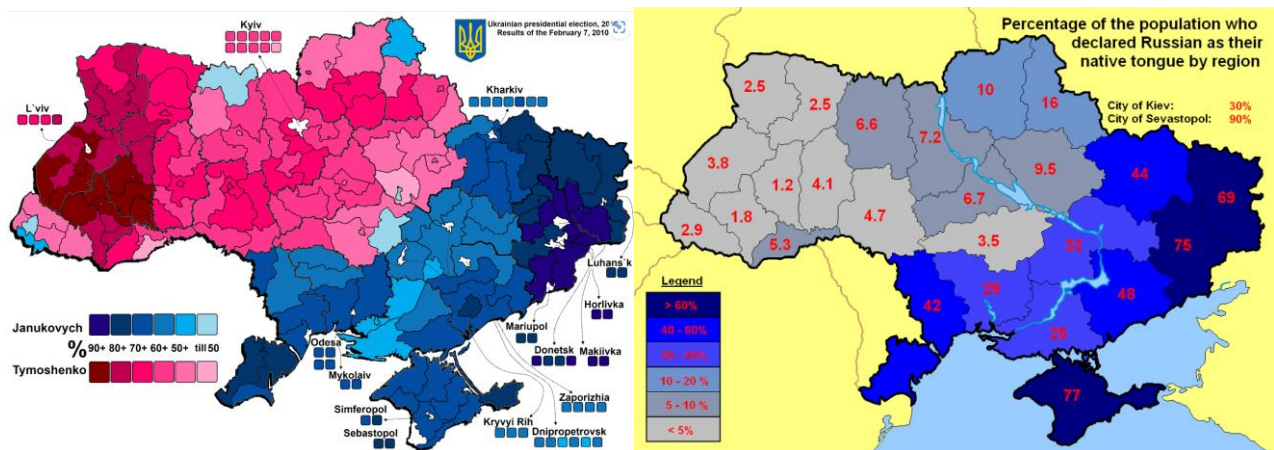 Ukrainian presidential election, 20
Results of the February 7, 2010
Kyiv
L`viv
Kharkiv
Luhans`k
Horlivka
Mariupol
Donetsk
Makiivka
Odesa
Mykolaiv
Zaporizhia
Simferopol
Sebastopol
Kryvyi Rih
Dnipropetrovsk
Janukovych
% 90+ 80+ 70+ 60+ 50+ till 50
Tymoshenko
Percentage of the population who
declared Russian as their
native tongue by region
City of Kiev: 30%
City of Sevastopol: 90%
2.5
2.5
6.6
7.2
10
16
3.8
1.2
4.1
9.5
44
69
1.8
4.7
6.7
2.9
5.3
3.5
32
75
42
29
48
25
77
Legend
> 60%
40 - 60%
20 - 40%
10 - 20 %
5 - 10 %
< 5%